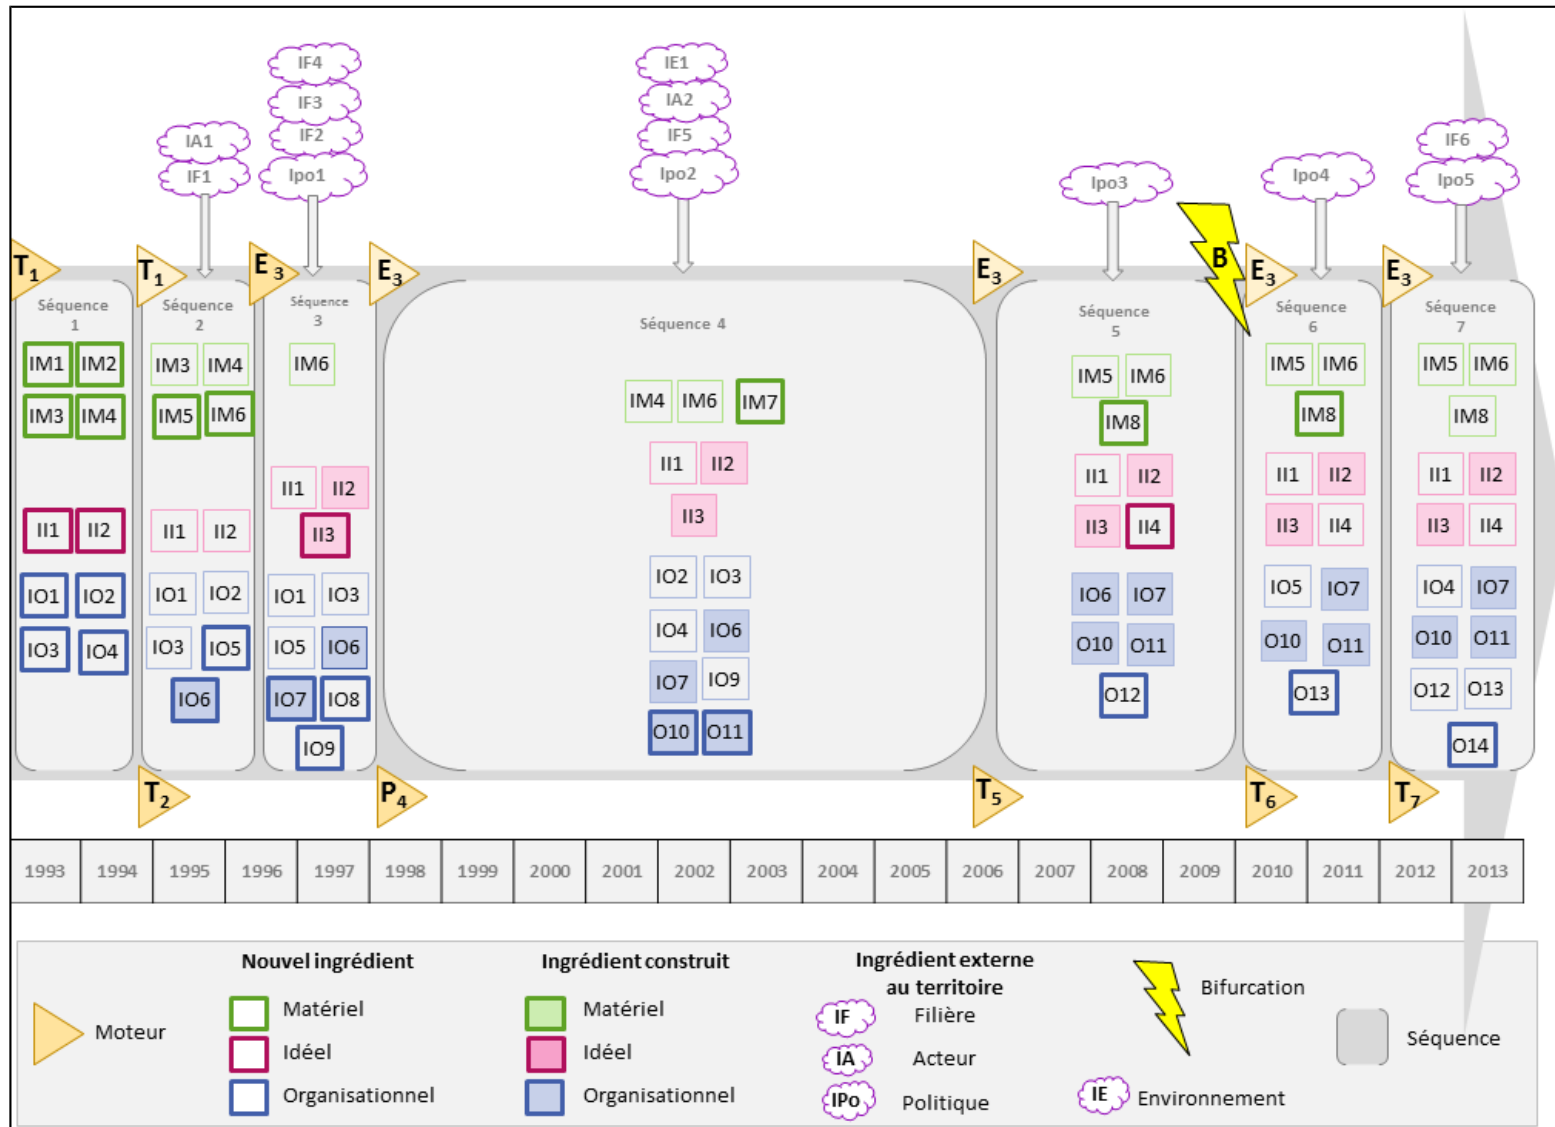 IF4
IE1
IF3
IA2
IA1
IF2
IF5
IF6
IF1
Ipo1
Ipo2
Ipo3
Ipo4
Ipo5
T1
T1
E3
E3
E3
B
E3
E3
Séquence 1
Séquence 2
Séquence 3
Séquence 4
Séquence 5
Séquence 6
Séquence 7
IM1 IM2
IM3 IM4
II1 II2
IO1 IO2
IO3 IO4
IM3 IM4
IM5 IM6
II1 II2
IO1 IO2
IO3 IO5
IO6
IM6
II1 II2
II3
IO1 IO3
IO5 IO6
IO7 IO8
IO9
IM4 IM6 IM7
II1 II2
II3
IO2 IO3
IO4 IO6
IO7 IO9
O10 O11
IM5 IM6
IM8
II1 II2
II3 II4
IO6 IO7
O10 O11
O12
IM5 IM6
IM8
II1 II2
II3 II4
IO5 IO7
O10 O11
O13
IM5 IM6
IM8
II1 II2
II3 II4
IO4 IO7
O10 O11
O12 O13
O14
T2
P4
T5
T6
T7
1993 1994 1995 1996 1997 1998 1999 2000 2001 2002 2003 2004 2005 2006 2007 2008 2009 2010 2011 2012 2013
Moteur
Nouvel ingrédient
Matériel
Idéel
Organisationnel
Ingrédient construit
Matériel
Idéel
Organisationnel
Ingrédient externe
au territoire
IF Filière
IA Acteur
IPo Politique
Bifurcation
IE Environnement
Séquence